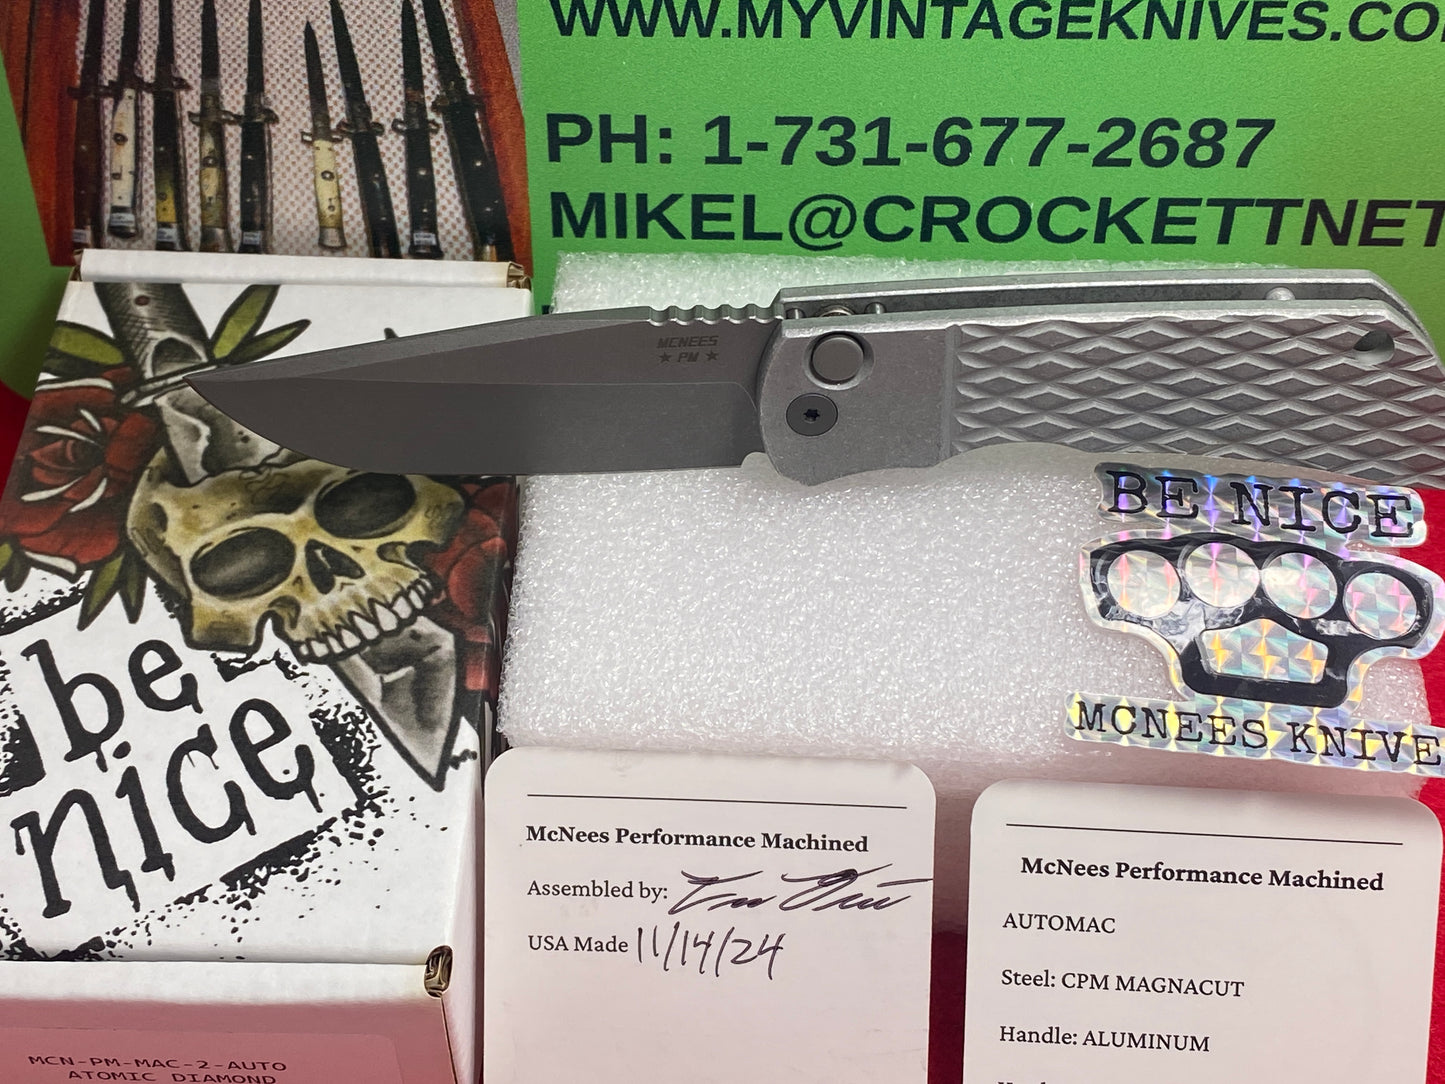 WWW.MYVINTAGEKNIVES.CO
PH: 1-731-677-2687
MIKEL@CROCKETTNET
MCNEES
★ PM ★
BE NICE
MCNEES KNIVE
be
nice
McNees Performance Machined
Assembled by:
USA Made 11/14/24
McNees Performance Machined
AUTOMAC
Steel: CPM MAGNACUT
Handle: ALUMINUM
MCN-PM-MAC-2-AUTO
ATOMIC DIAMOND